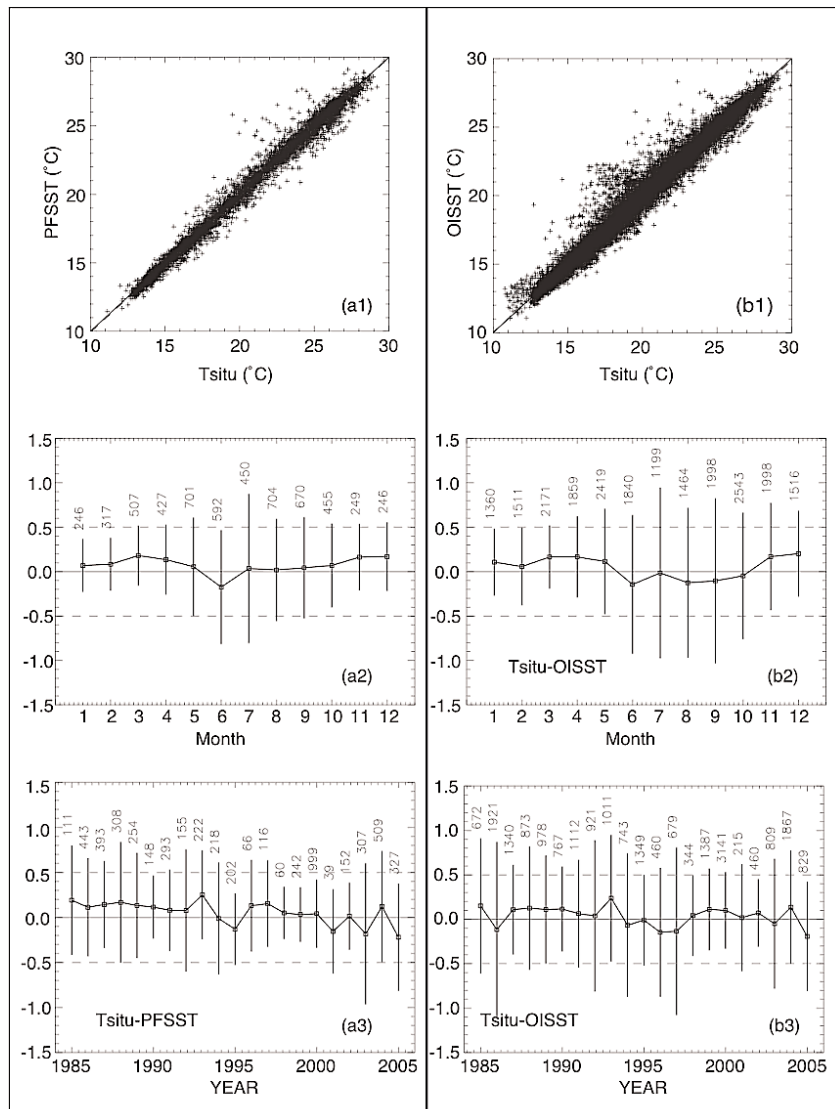 30
25
20
15
10
PFSST (°C)
10 15 20 25 30
Tsitu (°C)
(a1)
30
25
20
15
10
OISST (°C)
10 15 20 25 30
Tsitu (°C)
(b1)
1.5
1.0
0.5
0.0
-0.5
-1.0
-1.5
246 317 507 427 701 592 450 704 670 455 249 246
(a2)
1 2 3 4 5 6 7 8 9 10 11 12
Month
1.5
1.0
0.5
0.0
-0.5
-1.0
-1.5
1360 1511 2171 1859 2419 1840 1199 1464 1998 2543 1998 1516
Tsitu-OISST
(b2)
1 2 3 4 5 6 7 8 9 10 11 12
Month
1.5
1.0
0.5
0.0
-0.5
-1.0
-1.5
111 443 393 308 254 148 293 155 222 218 202 66 116 60 242 1999 39 152 307 509 327
Tsitu-PFSST
(a3)
1985 1990 1995 2000 2005
YEAR
1.5
1.0
0.5
0.0
-0.5
-1.0
-1.5
672 1921 1340 873 978 767 1112 921 1011 743 1349 460 679 344 1387 3141 215 460 809 1867 829
Tsitu-OISST
(b3)
1985 1990 1995 2000 2005
YEAR